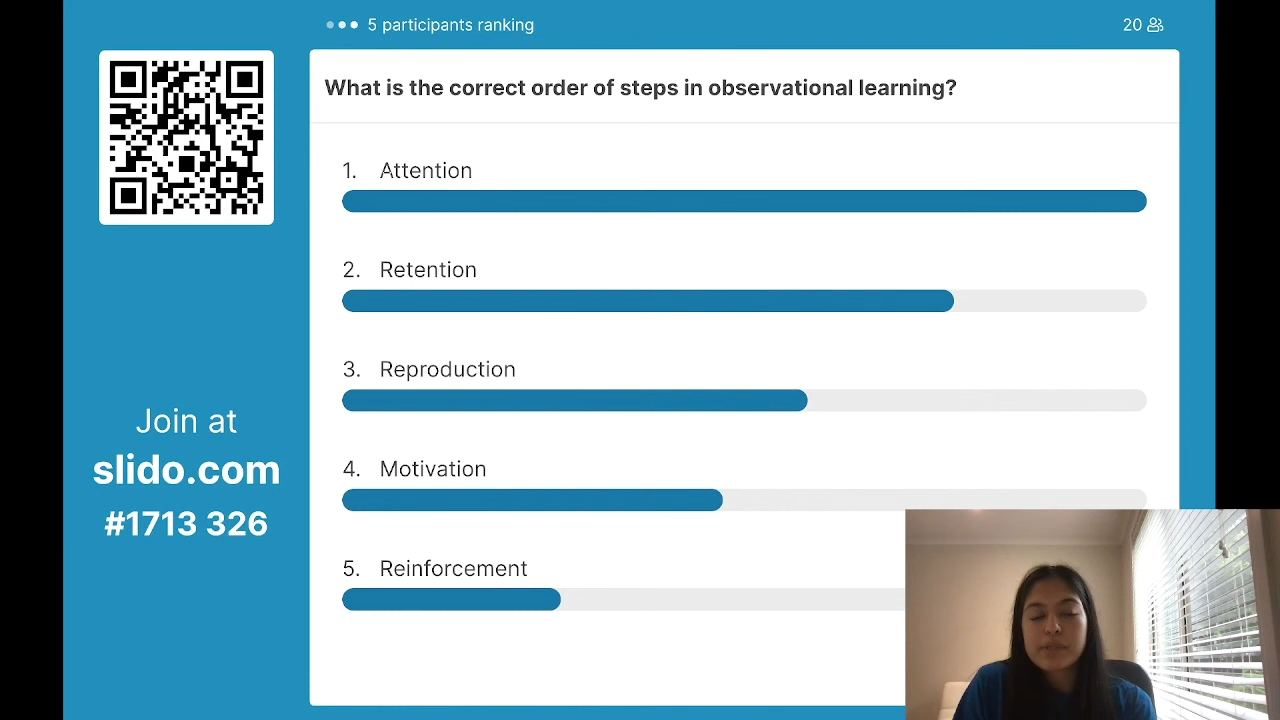 5 participants ranking
20
What is the correct order of steps in observational learning?
1. Attention
2. Retention
3. Reproduction
4. Motivation
5. Reinforcement
Join at
slido.com
#1713 326